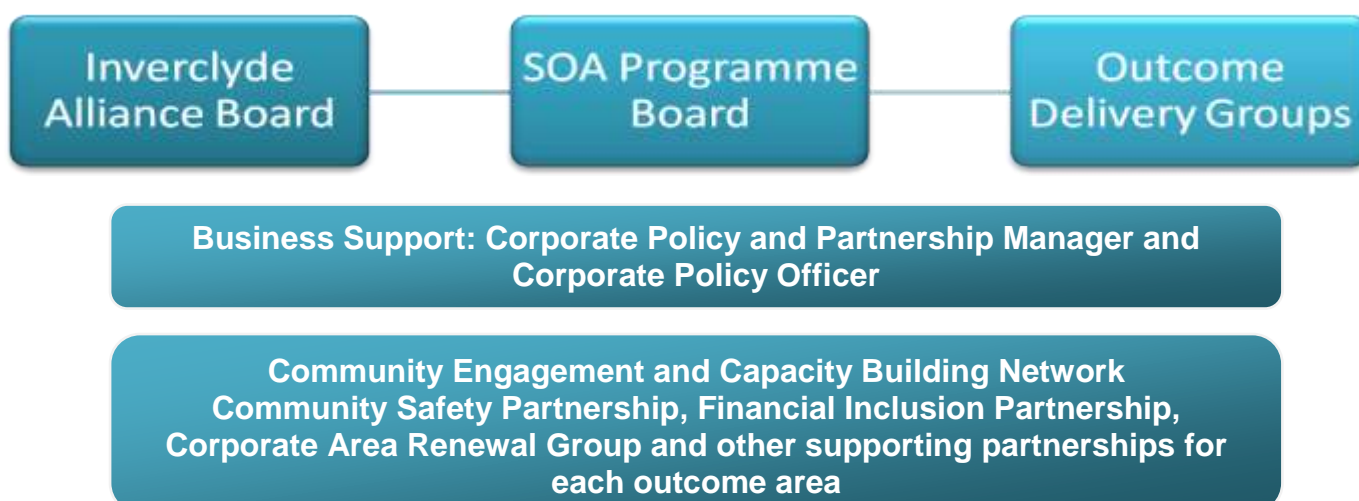 Inverclyde
Alliance Board
SOA Programme
Board
Outcome
Delivery Groups
Business Support: Corporate Policy and Partnership Manager and
Corporate Policy Officer
Community Engagement and Capacity Building Network
Community Safety Partnership, Financial Inclusion Partnership,
Corporate Area Renewal Group and other supporting partnerships for
each outcome area